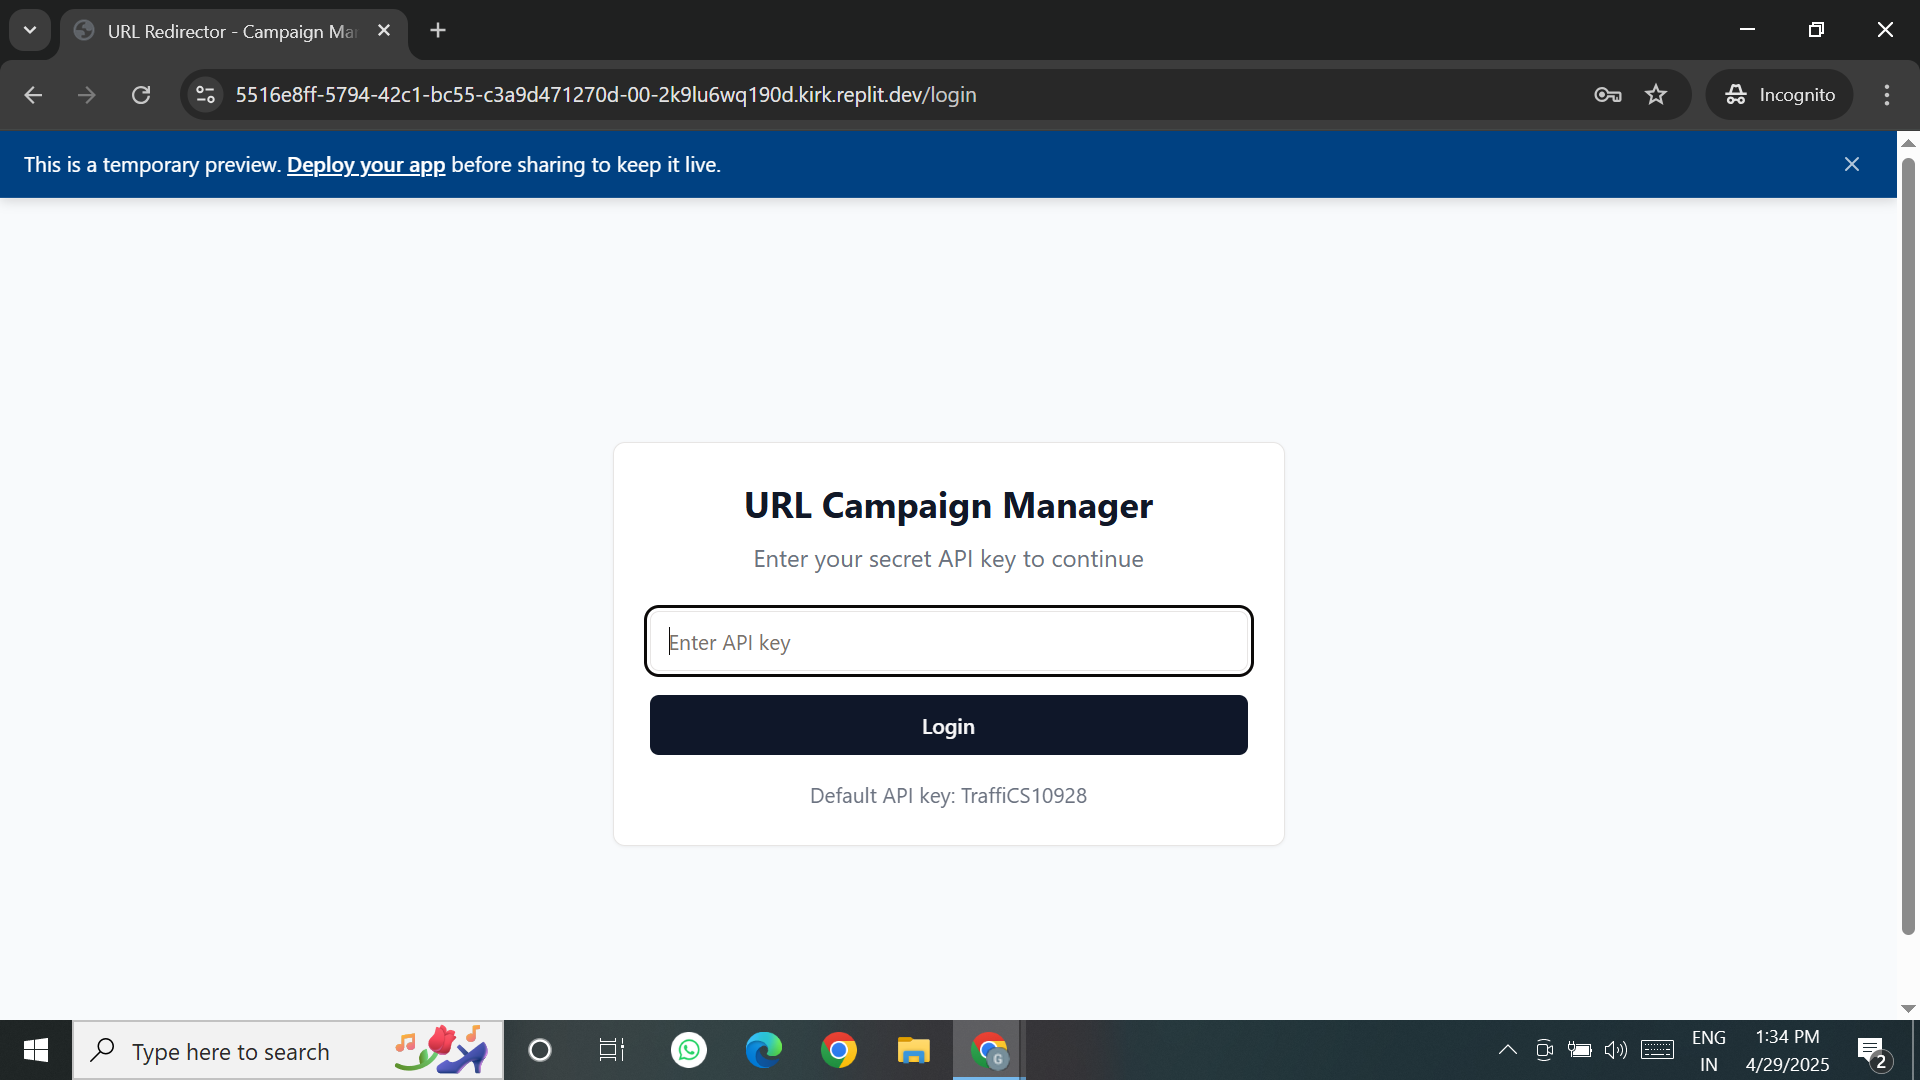 URL Redirector - Campaign Ma
5516e8ff-5794-42c1-bc55-c3a9d471270d-00-2k9lu6wq190d.kirk.replit.dev/login
Incognito
This is a temporary preview. Deploy your app before sharing to keep it live.
URL Campaign Manager
Enter your secret API key to continue
Enter API key
Login
Default API key: TraffiCS10928
Type here to search
G
ENG
IN
1:34 PM
4/29/2025
2